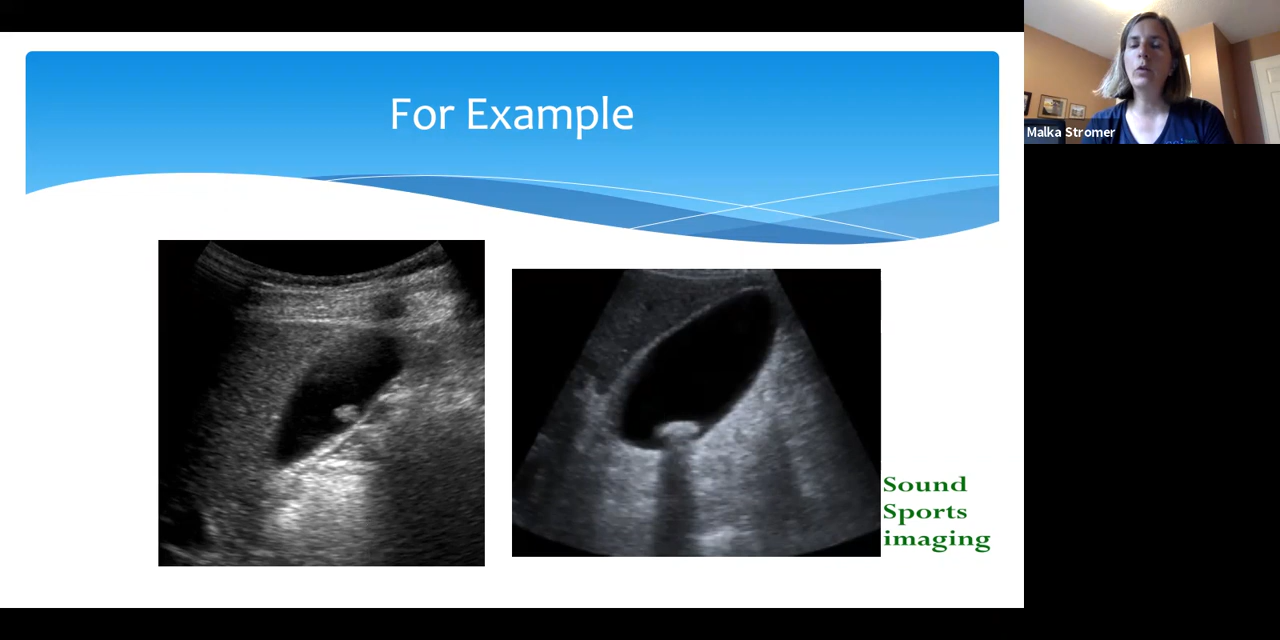 For Example
Malka Stromer
Sound
Sports
imaging